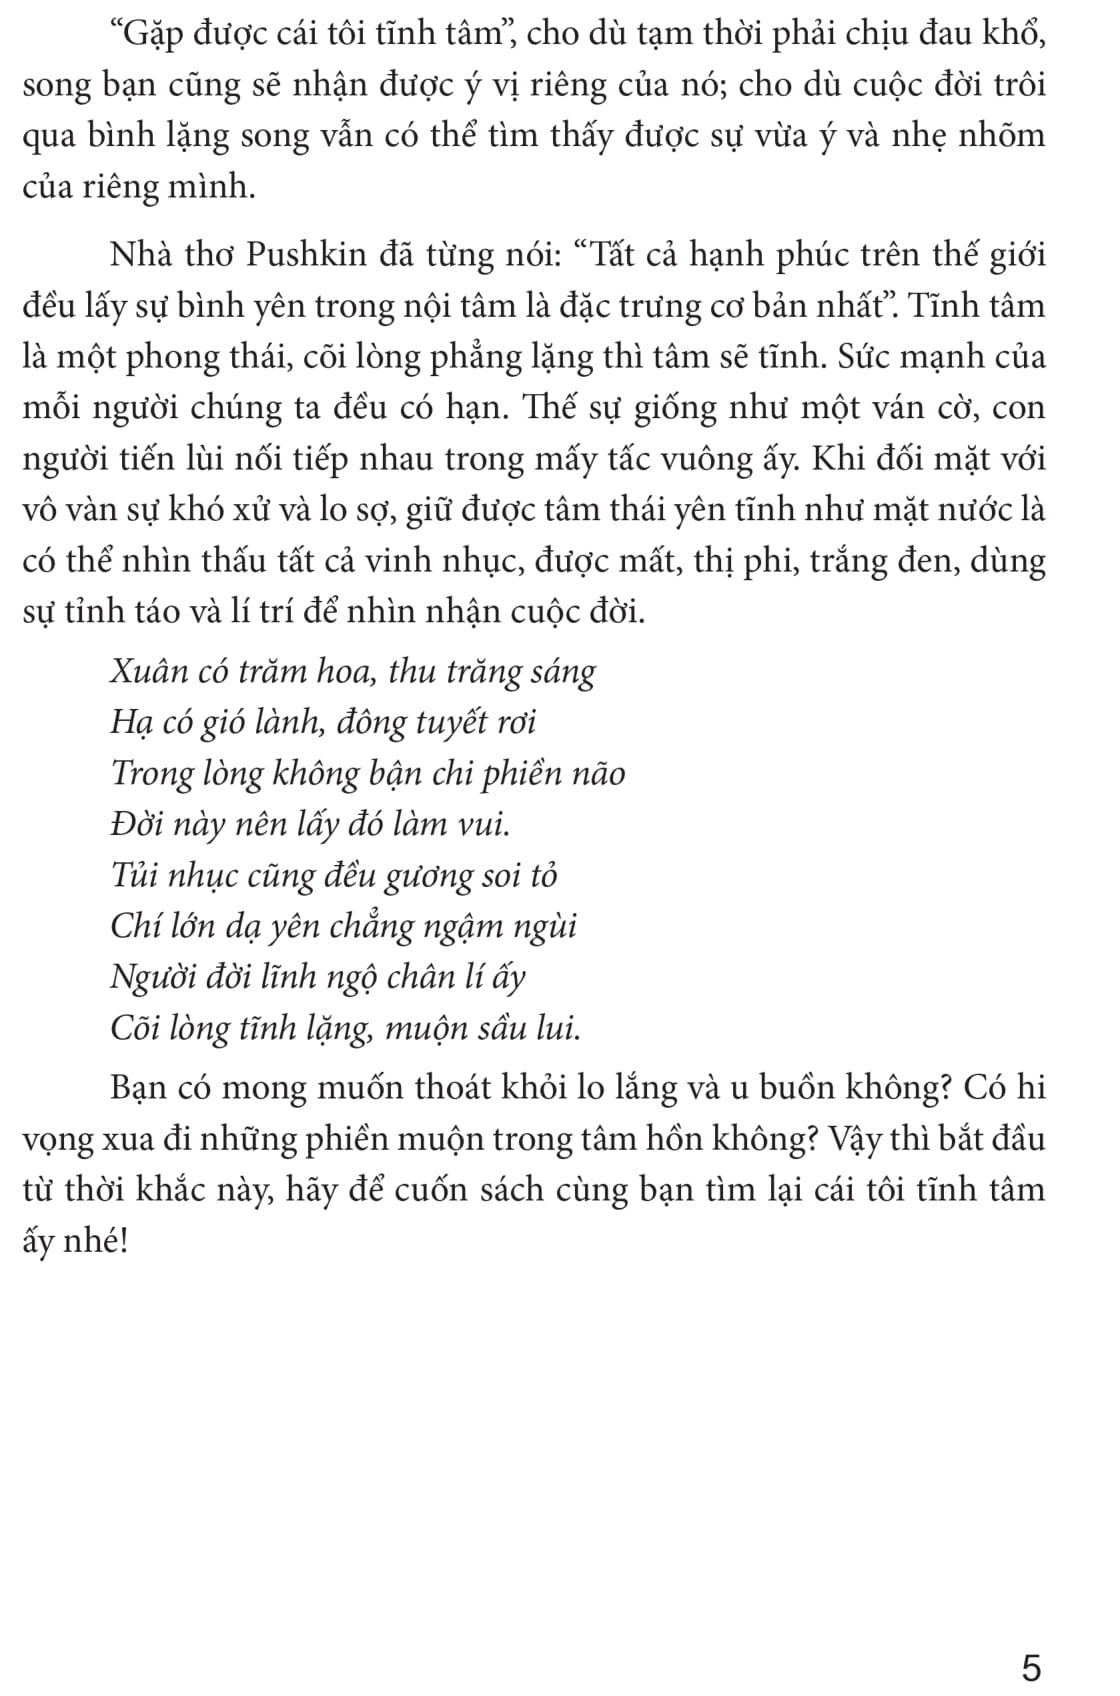 “Gặp được cái tôi tĩnh tâm”, cho dù tạm thời phải chịu đau khổ,
song bạn cũng sẽ nhận được ý vị riêng của nó; cho dù cuộc đời trôi
qua bình lặng song vẫn có thể tìm thấy được sự vừa ý và nhẹ nhõm
của riêng mình.
Nhà thơ Pushkin đã từng nói: “Tất cả hạnh phúc trên thế giới
đều lấy sự bình yên trong nội tâm là đặc trưng cơ bản nhất”. Tĩnh tâm
là một phong thái, cõi lòng phẳng lặng thì tâm sẽ tĩnh. Sức mạnh của
mỗi người chúng ta đều có hạn. Thế sự giống như một ván cờ, con
người tiến lùi nối tiếp nhau trong mấy tấc vuông ấy. Khi đối mặt với
vô vàn sự khó xử và lo sợ, giữ được tâm thái yên tĩnh như mặt nước là
có thể nhìn thấu tất cả vinh nhục, được mất, thị phi, trắng đen, dùng
sự tỉnh táo và lí trí để nhìn nhận cuộc đời.
Xuân có trăm hoa, thu trăng sáng
Hạ có gió lành, đông tuyết rơi
Trong lòng không bận chi phiền não
Đời này nên lấy đó làm vui.
Tủi nhục cũng đều gương soi tỏ
Chí lớn dạ yên chẳng ngậm ngùi
Người đời lĩnh ngộ chân lí ấy
Cõi lòng tĩnh lặng, muộn sầu lui.
Bạn có mong muốn thoát khỏi lo lắng và u buồn không? Có hi
vọng xua đi những phiền muộn trong tâm hồn không? Vậy thì bắt đầu
từ thời khắc này, hãy để cuốn sách cùng bạn tìm lại cái tôi tĩnh tâm
ấy nhé!
5